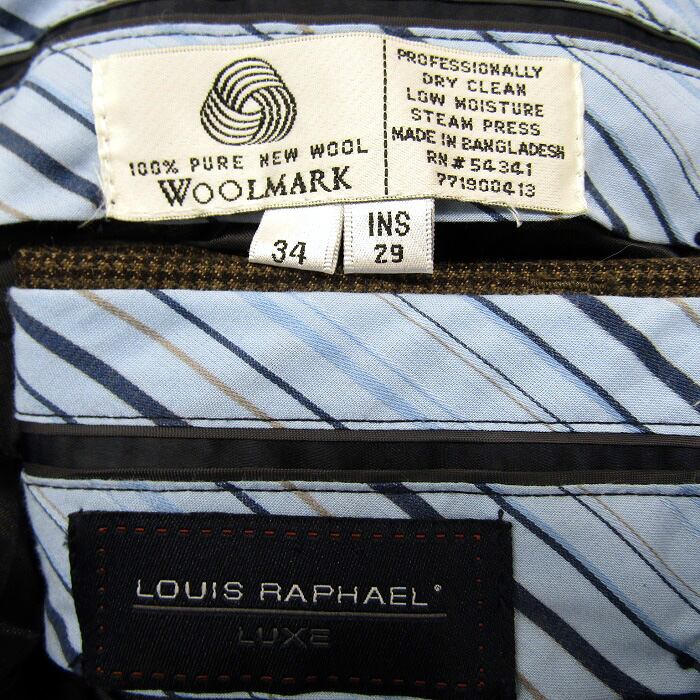 100% PURE NEW WOOL
WOOLMARK
PROFESSIONALLY
DRY CLEAN
LOW MOISTURE
STEAM PRESS
MADE IN BANGLADESH
RN# 54341
771900413
34
INS
29
LOUIS RAPHAEL®
LUXE